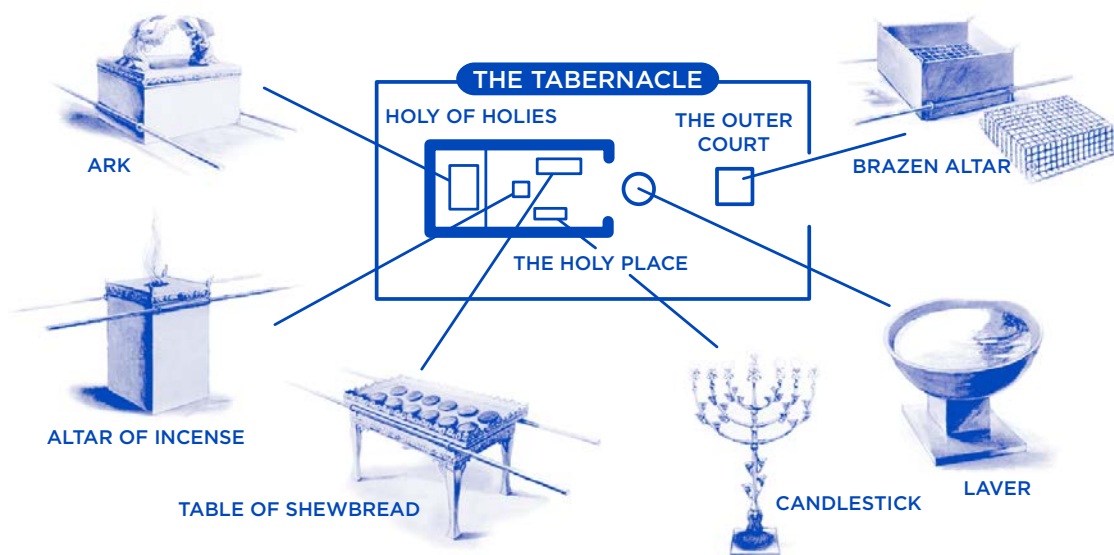 THE TABERNACLE
HOLY OF HOLIES
THE OUTER
COURT
ARK
BRAZEN ALTAR
THE HOLY PLACE
ALTAR OF INCENSE
TABLE OF SHEWBREAD
CANDLESTICK
LAVER